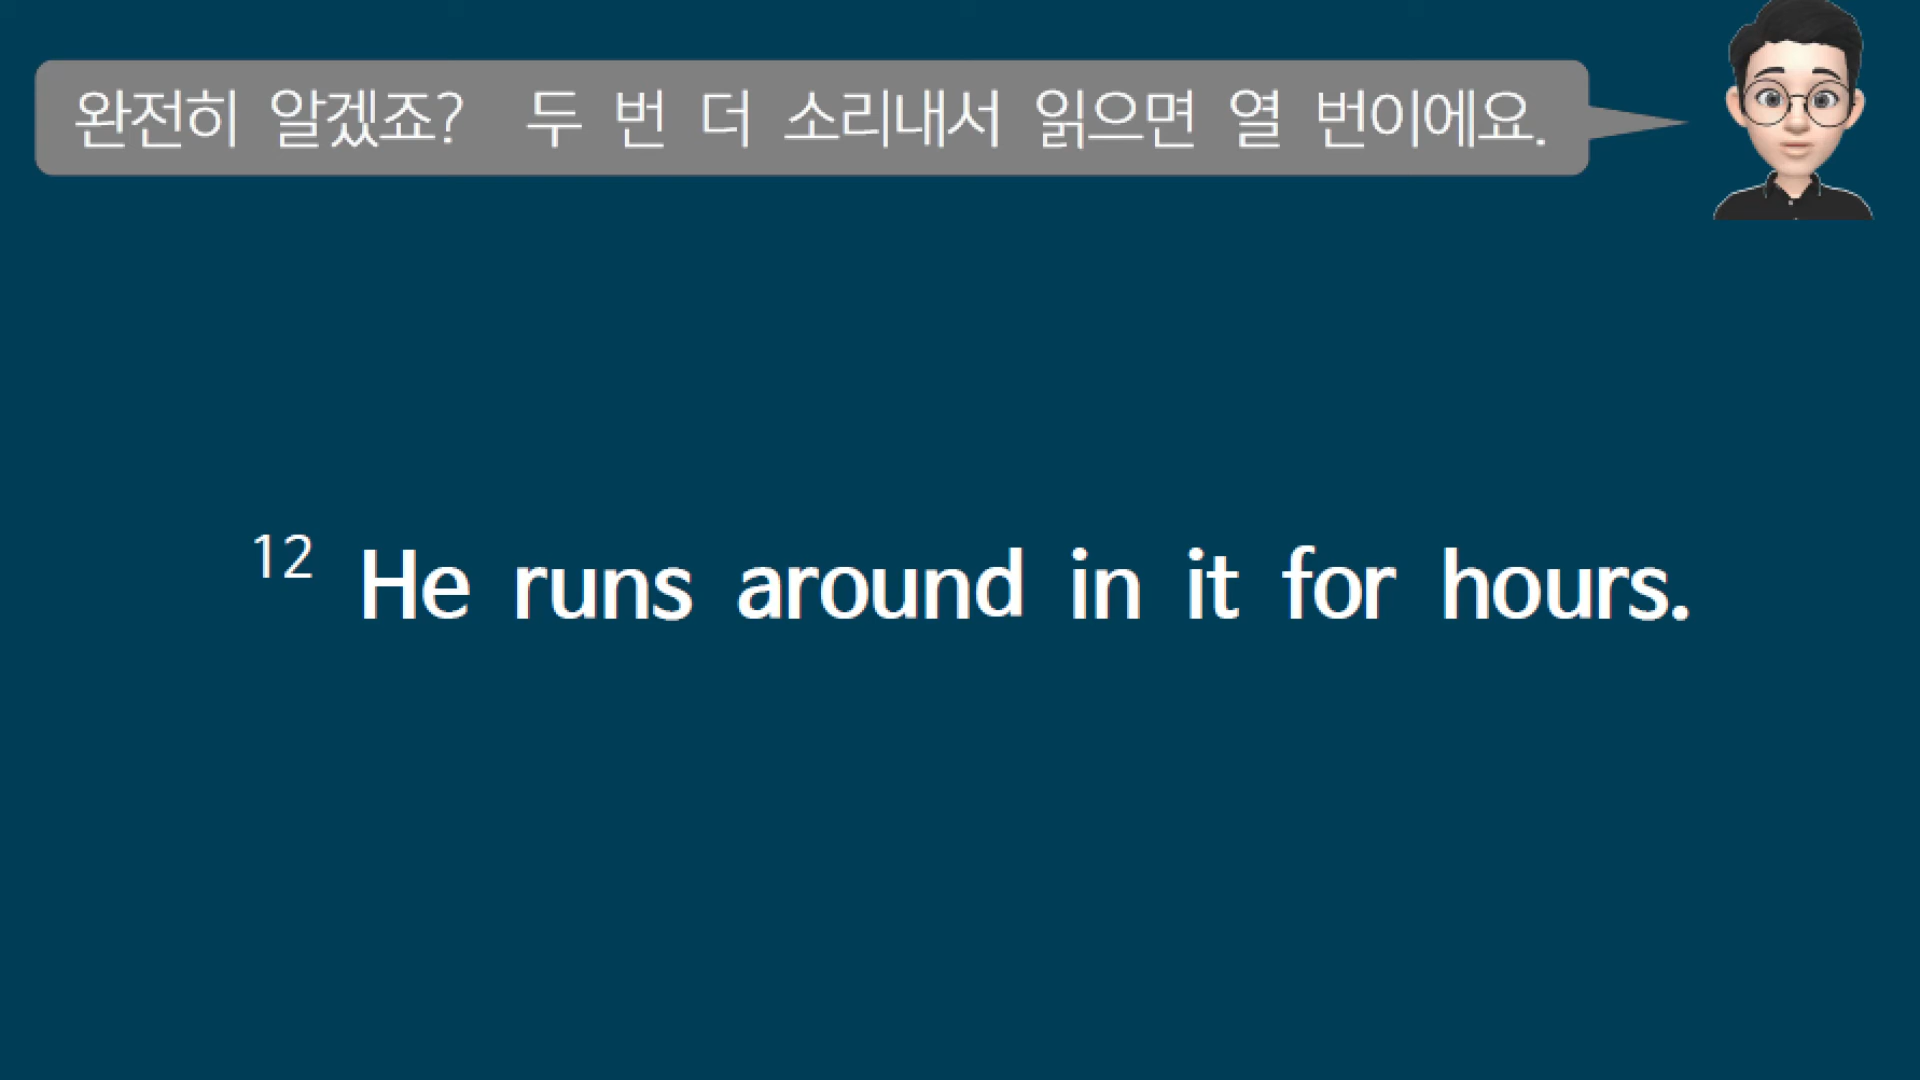 완전히 알겠죠? 두 번 더 소리내서 읽으면 열 번이에요.
12 He runs around in it for hours.